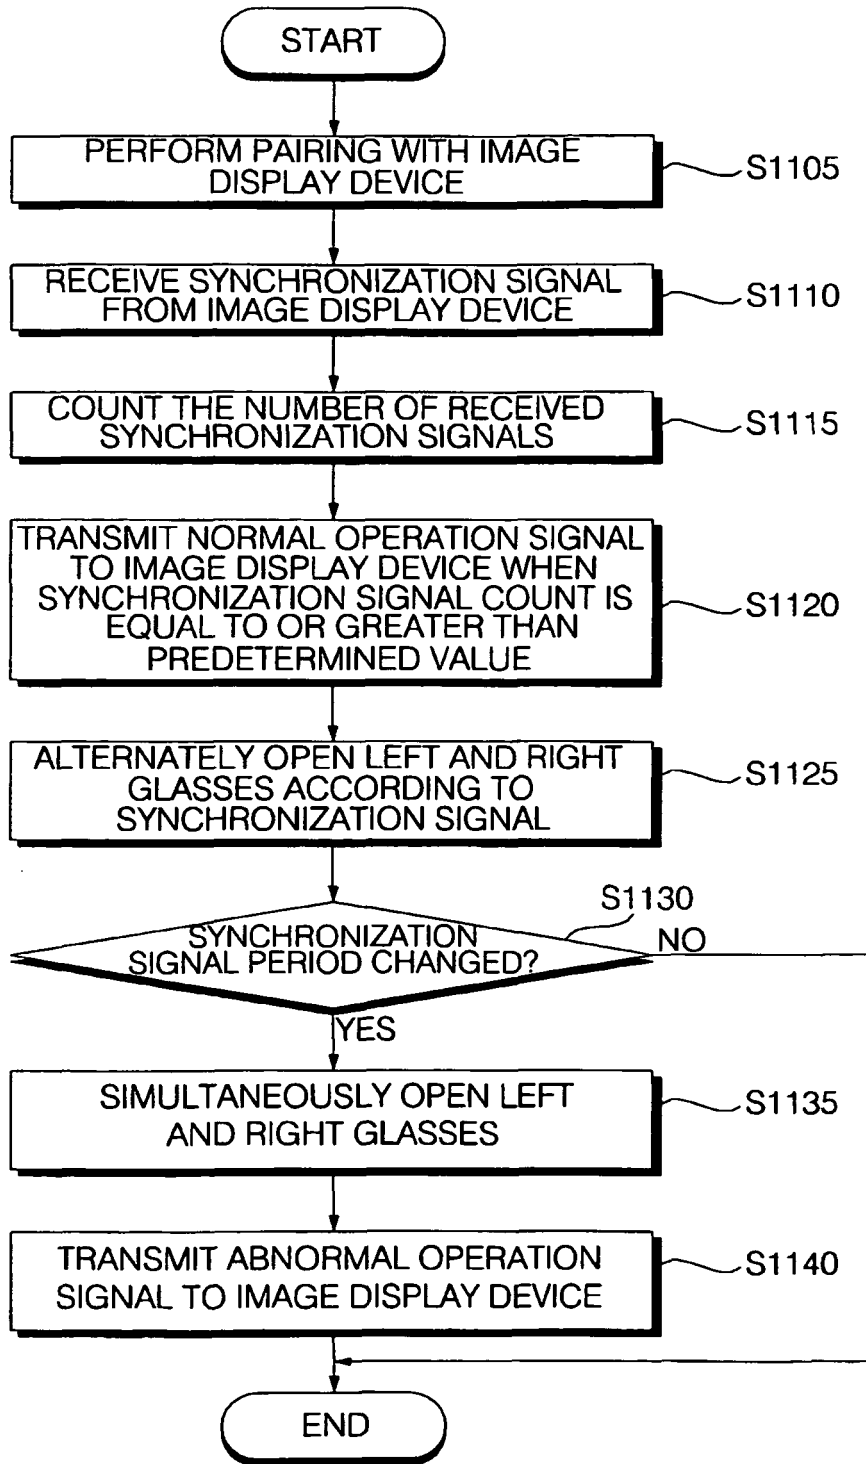 START
PERFORM PAIRING WITH IMAGE
DISPLAY DEVICE
S1105
RECEIVE SYNCHRONIZATION SIGNAL
FROM IMAGE DISPLAY DEVICE
S1110
COUNT THE NUMBER OF RECEIVED
SYNCHRONIZATION SIGNALS
S1115
TRANSMIT NORMAL OPERATION SIGNAL
TO IMAGE DISPLAY DEVICE WHEN
SYNCHRONIZATION SIGNAL COUNT IS
EQUAL TO OR GREATER THAN
PREDETERMINED VALUE
S1120
ALTERNATELY OPEN LEFT AND RIGHT
GLASSES ACCORDING TO
SYNCHRONIZATION SIGNAL
S1125
S1130
SYNCHRONIZATION
SIGNAL PERIOD CHANGED?
NO
YES
SIMULTANEOUSLY OPEN LEFT
AND RIGHT GLASSES
S1135
TRANSMIT ABNORMAL OPERATION
SIGNAL TO IMAGE DISPLAY DEVICE
S1140
END